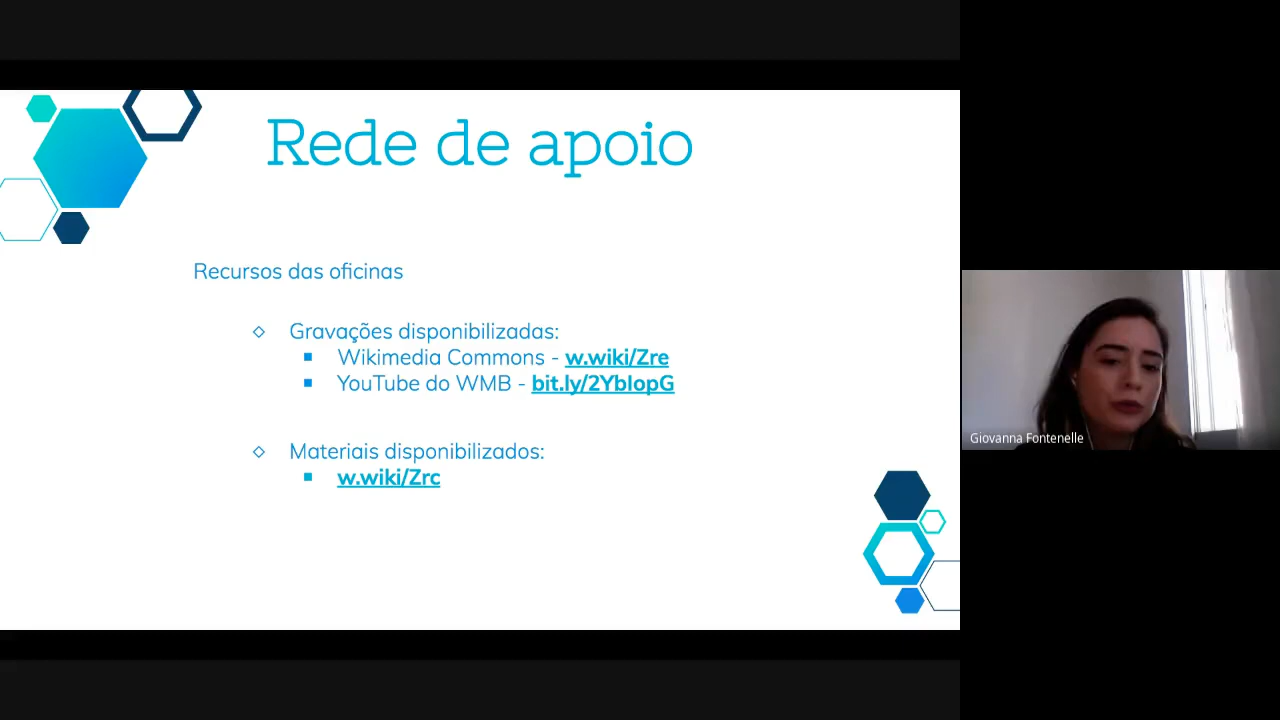 Rede de apoio
Recursos das oficinas
Gravações disponibilizadas:
Wikimedia Commons - w.wiki/Zre
YouTube do WMB - bit.ly/2YbIopG
Materiais disponibilizados:
w.wiki/Zrc
Giovanna Fontenelle